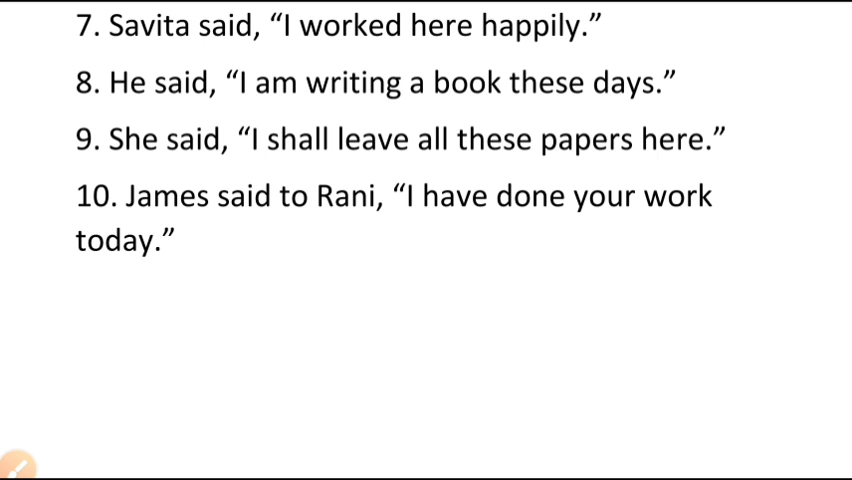 7. Savita said, “I worked here happily.”
8. He said, “I am writing a book these days.”
9. She said, “I shall leave all these papers here.”
10. James said to Rani, “I have done your work
today.”